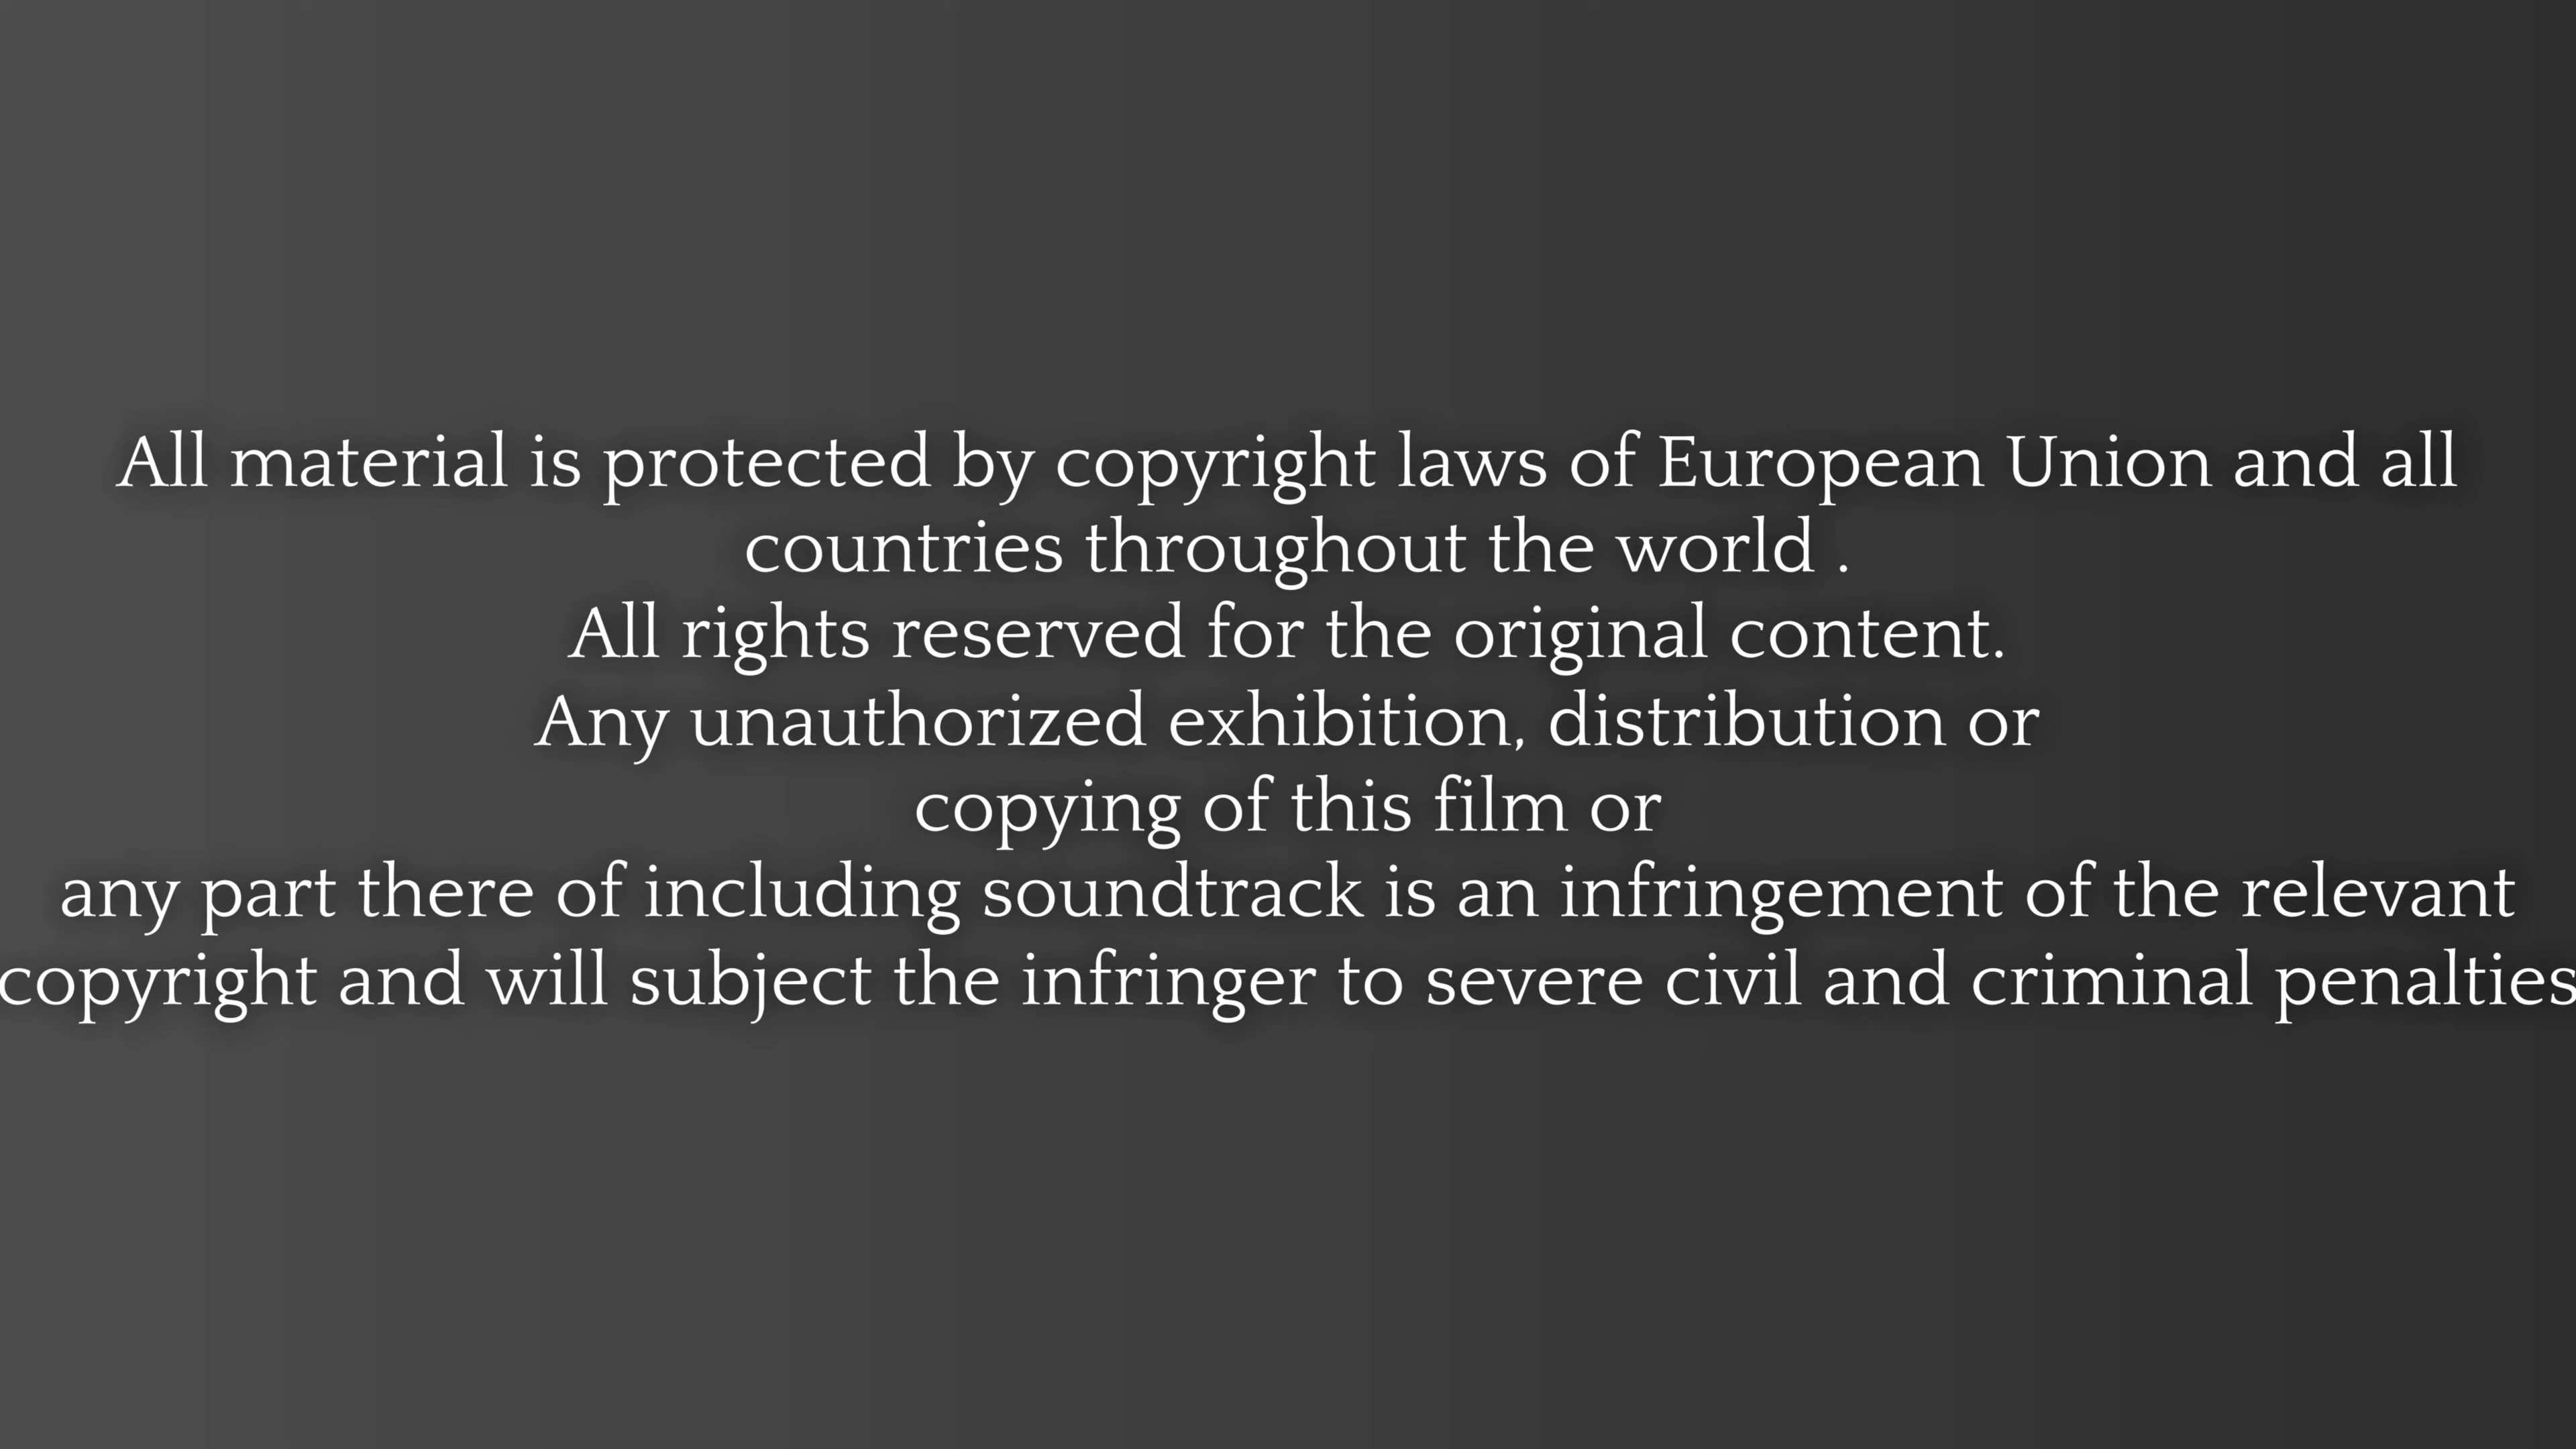 All material is protected by copyright laws of European Union and all
countries throughout the world .
All rights reserved for the original content.
Any unauthorized exhibition, distribution or
copying of this film or
any part there of including soundtrack is an infringement of the relevant
copyright and will subject the infringer to severe civil and criminal penalties